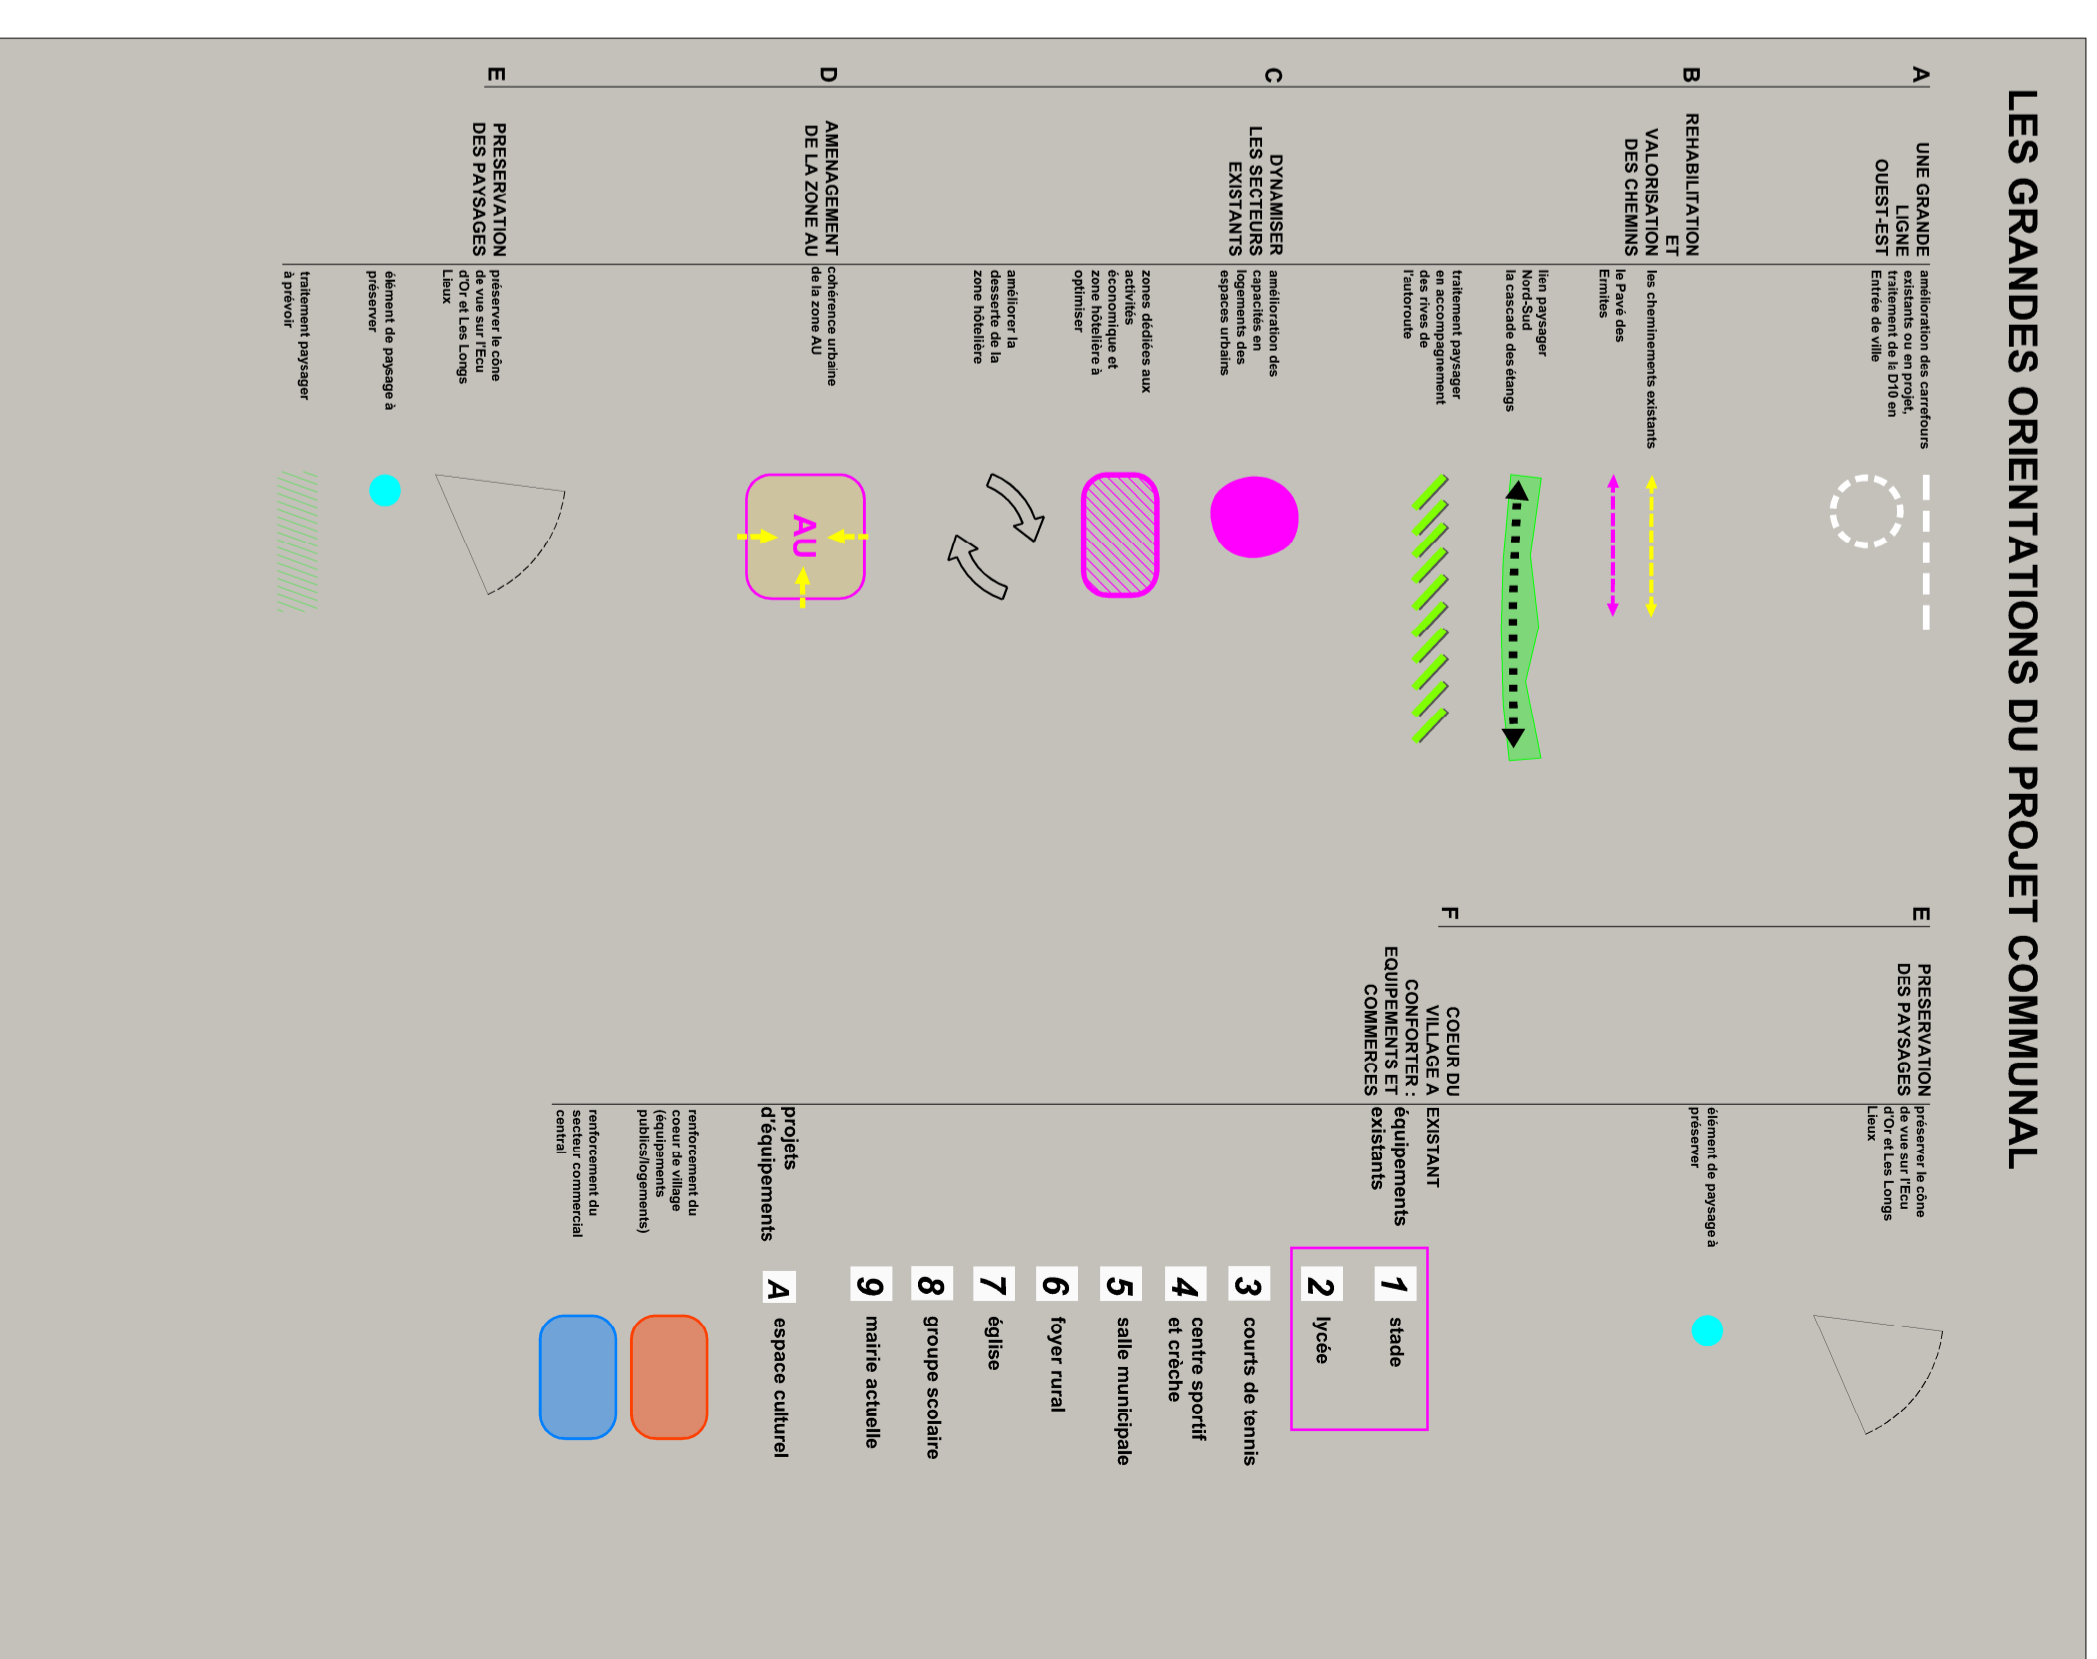 LES GRANDES ORIENTATIONS DU PROJET COMMUNAL
A
UNE GRANDE
LIGNE
OUEST-EST
amélioration des carrefours
existants ou en projet,
traitement de la D10 en
Entrée de ville
B
REHABILITATION
ET
VALORISATION
DES CHEMINS
les cheminements existants
le Pavé des
Ermites
lien paysager
Nord-Sud
la cascade des étangs
traitement paysager
en accompagnement
des rives de
l'autoroute
C
DYNAMISER
LES SECTEURS
EXISTANTS
amélioration des
capacités en
logements des
espaces urbains
zones dédiées aux
activités
économique et
zone hôtelière à
optimiser
améliorer la
desserte de la
zone hôtelière
D
AMENAGEMENT
DE LA ZONE AU
cohérence urbaine
de la zone AU
AU
E
PRESERVATION
DES PAYSAGES
préserver le cône
de vue sur l'Ecu
d'Or et Les Longs
Lieux
élément de paysage à
préserver
traitement paysager
à prévoir
E
PRESERVATION
DES PAYSAGES
préserver le cône
de vue sur l'Ecu
d'Or et Les Longs
Lieux
élément de paysage à
préserver
F
COEUR DU
VILLAGE A
CONFORTER :
EQUIPEMENTS ET
COMMERCES
EXISTANT
équipements
existants
1 stade
2 lycée
3 courts de tennis
4 centre sportif
et crèche
5 salle municipale
6 foyer rural
7 église
8 groupe scolaire
9 mairie actuelle
projets
d'équipements
A espace culturel
renforcement du
coeur de village
(équipements
publics/logements)
renforcement du
secteur commercial
central